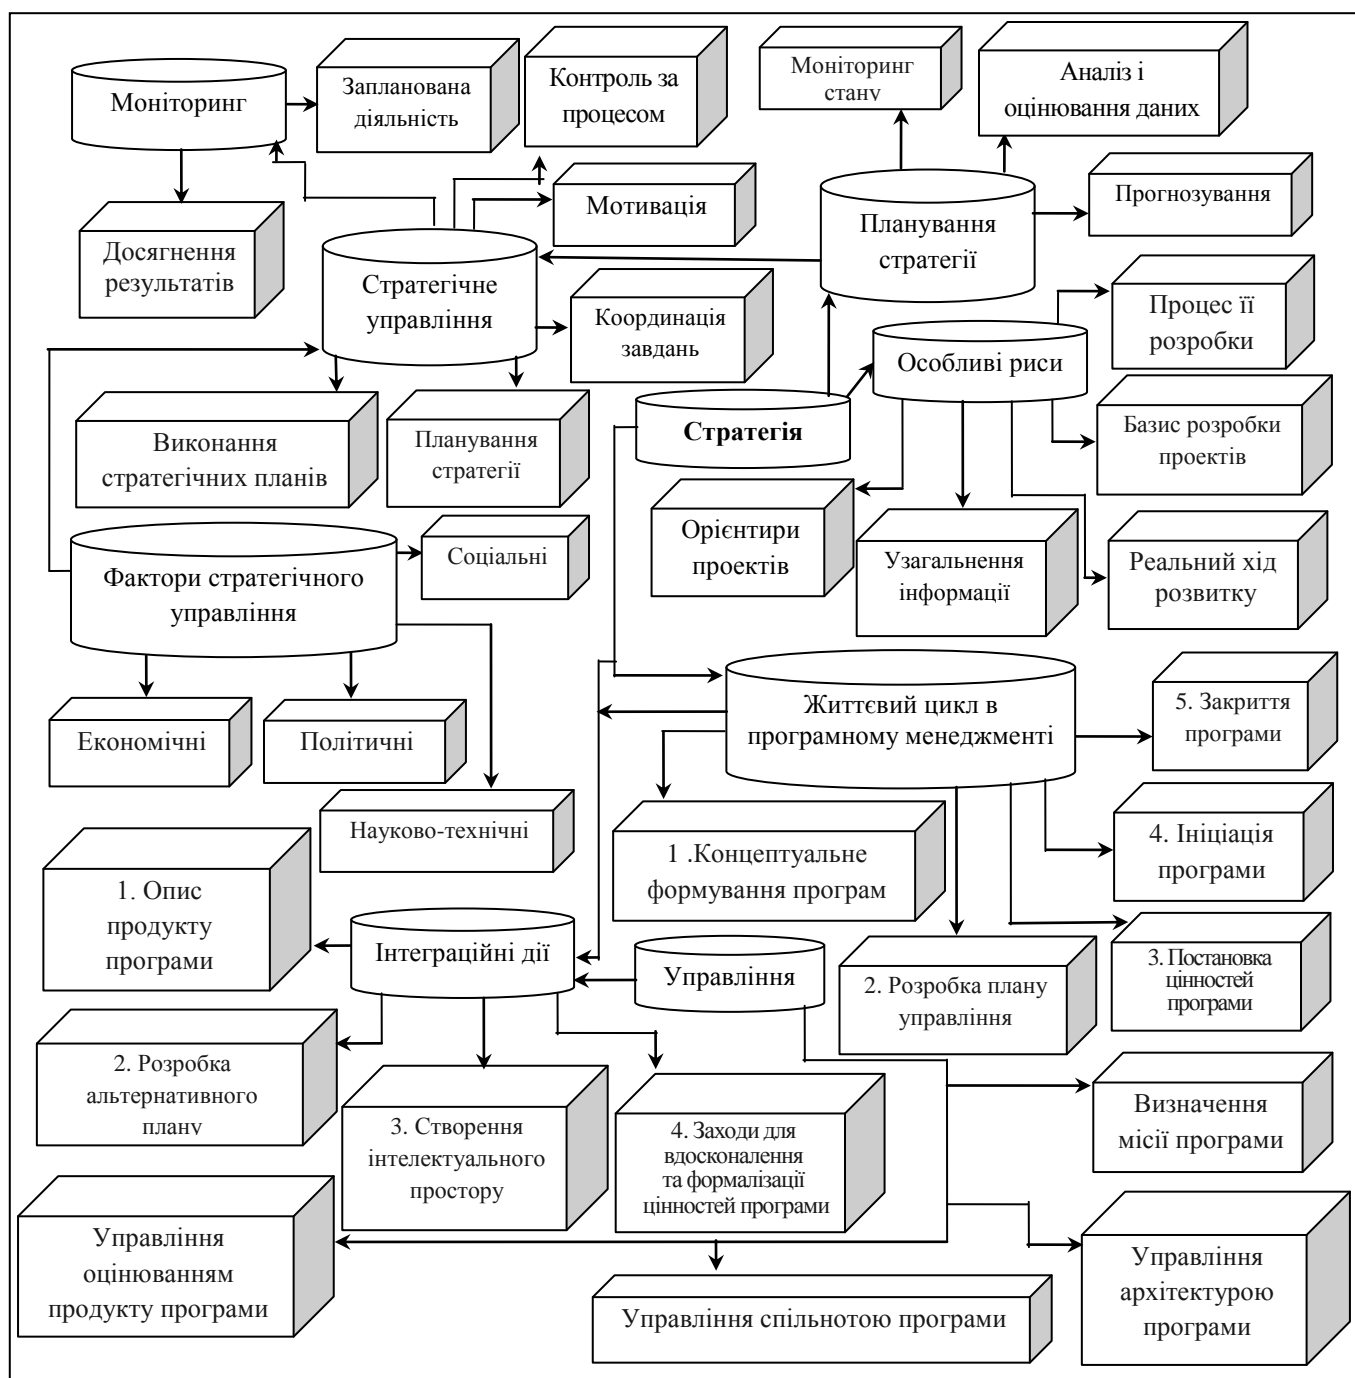 Моніторинг
Запланована
діяльність
Контроль за
процесом
Моніторинг
стану
Аналіз і
оцінювання даних
Досягнення
результатів
Мотивація
Планування
стратегії
Прогнозування
Стратегічне
управління
Координація
завдань
Процес її
розробки
Особливі риси
Стратегія
Виконання
стратегічних планів
Планування
стратегії
Базис розробки
проектів
Орієнтири
проектів
Узагальнення
інформації
Реальний хід
розвитку
Фактори стратегічного
управління
Соціальні
Економічні
Політичні
Науково-технічні
Життєвий цикл в
програмному менеджменті
5. Закриття
програми
1 .Концептуальне
формування програм
4. Ініціація
програми
1. Опис
продукту
програми
Інтеграційні дії
Управління
2. Розробка плану
управління
3. Постановка
цінностей
програми
2. Розробка
альтернативного
плану
3. Створення
інтелектуального
простору
4. Заходи для
вдосконалення
та формалізації
цінностей програми
Визначення
місії програми
Управління
оцінюванням
продукту програми
Управління спільнотою програми
Управління
архітектурою
програми